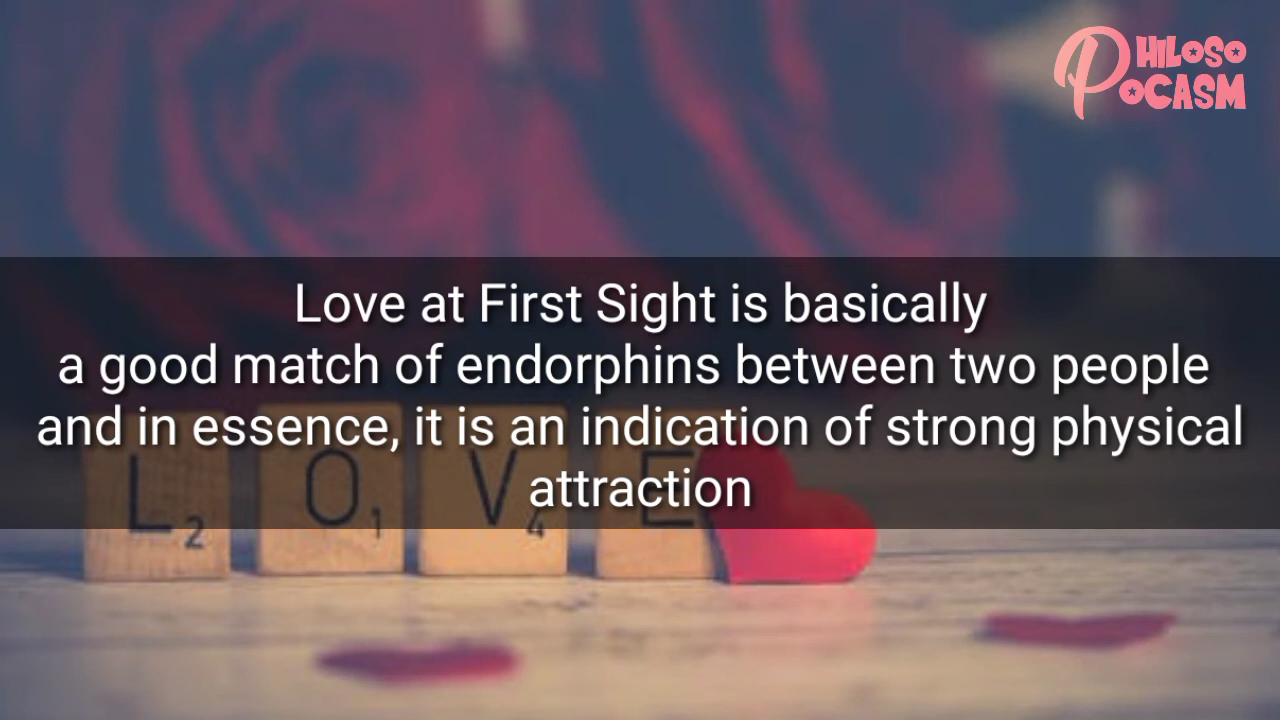 PHILOSO
POCASM
Love at First Sight is basically
a good match of endorphins between two people
and in essence, it is an indication of strong physical
attraction
L2 O1 V4 E